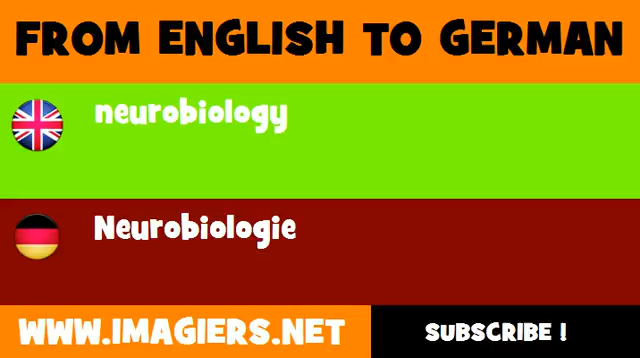 FROM ENGLISH TO GERMAN
neurobiology
Neurobiologie
WWW.IMAGIERS.NET
SUBSCRIBE !